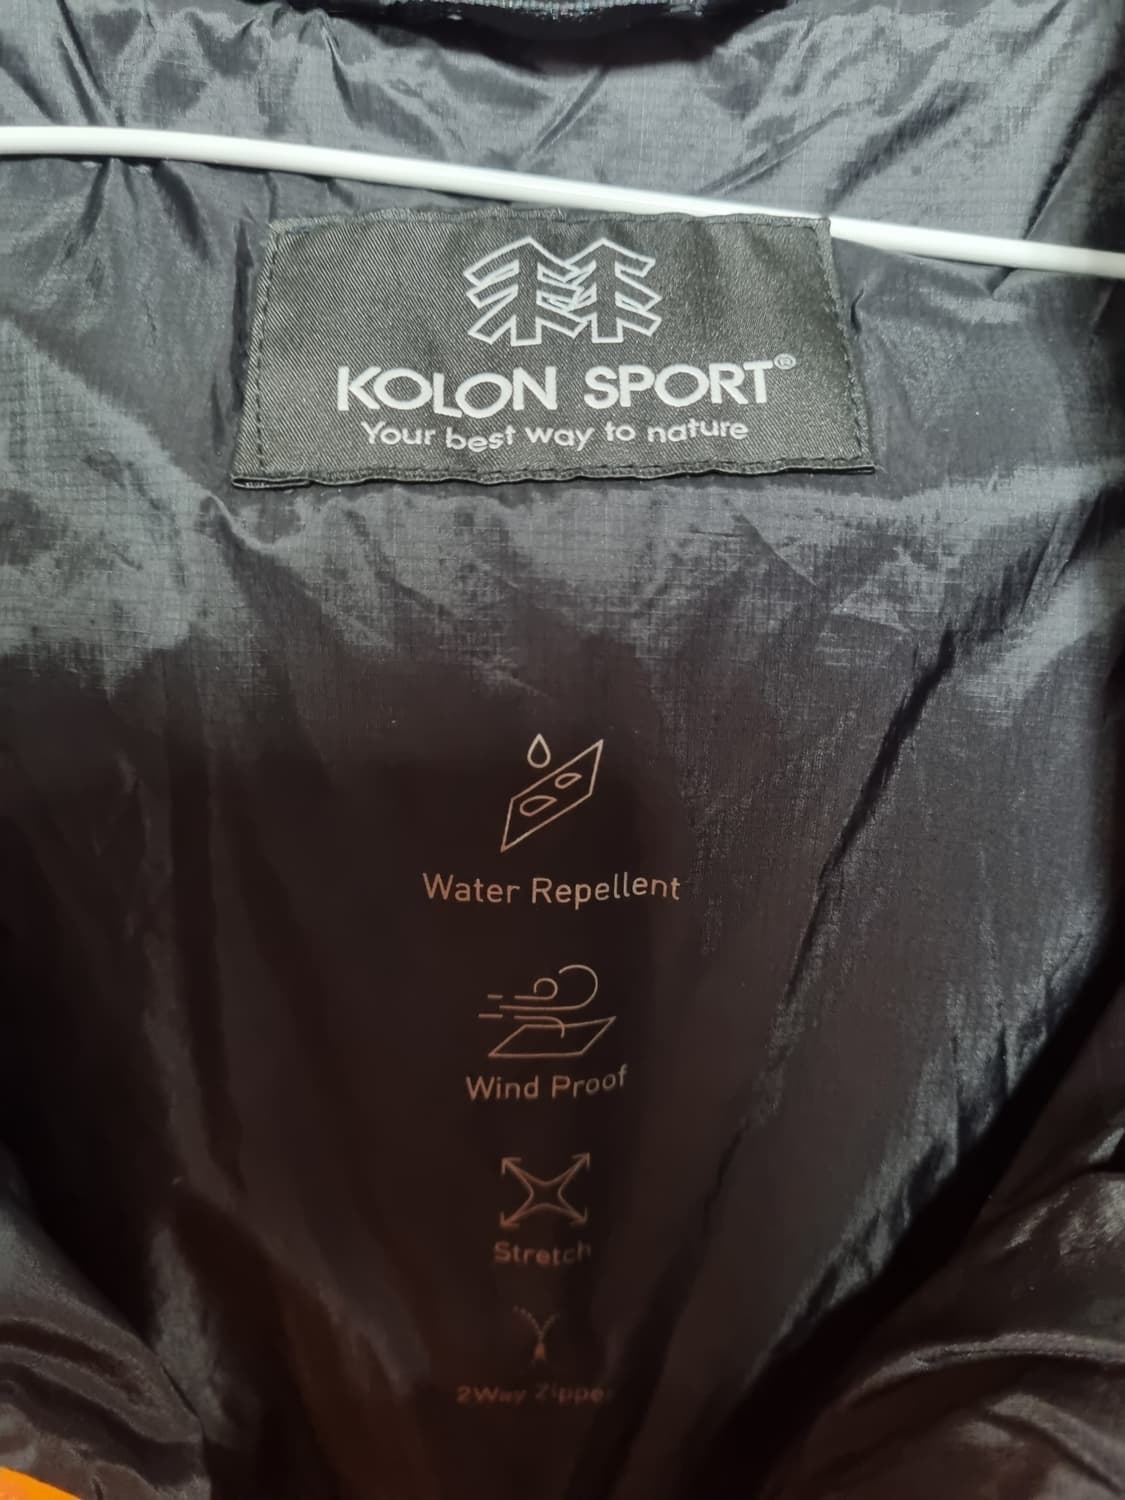 KOLON SPORT®
Your best way to nature
Water Repellent
Wind Proof
Stretch
2Way Zipper